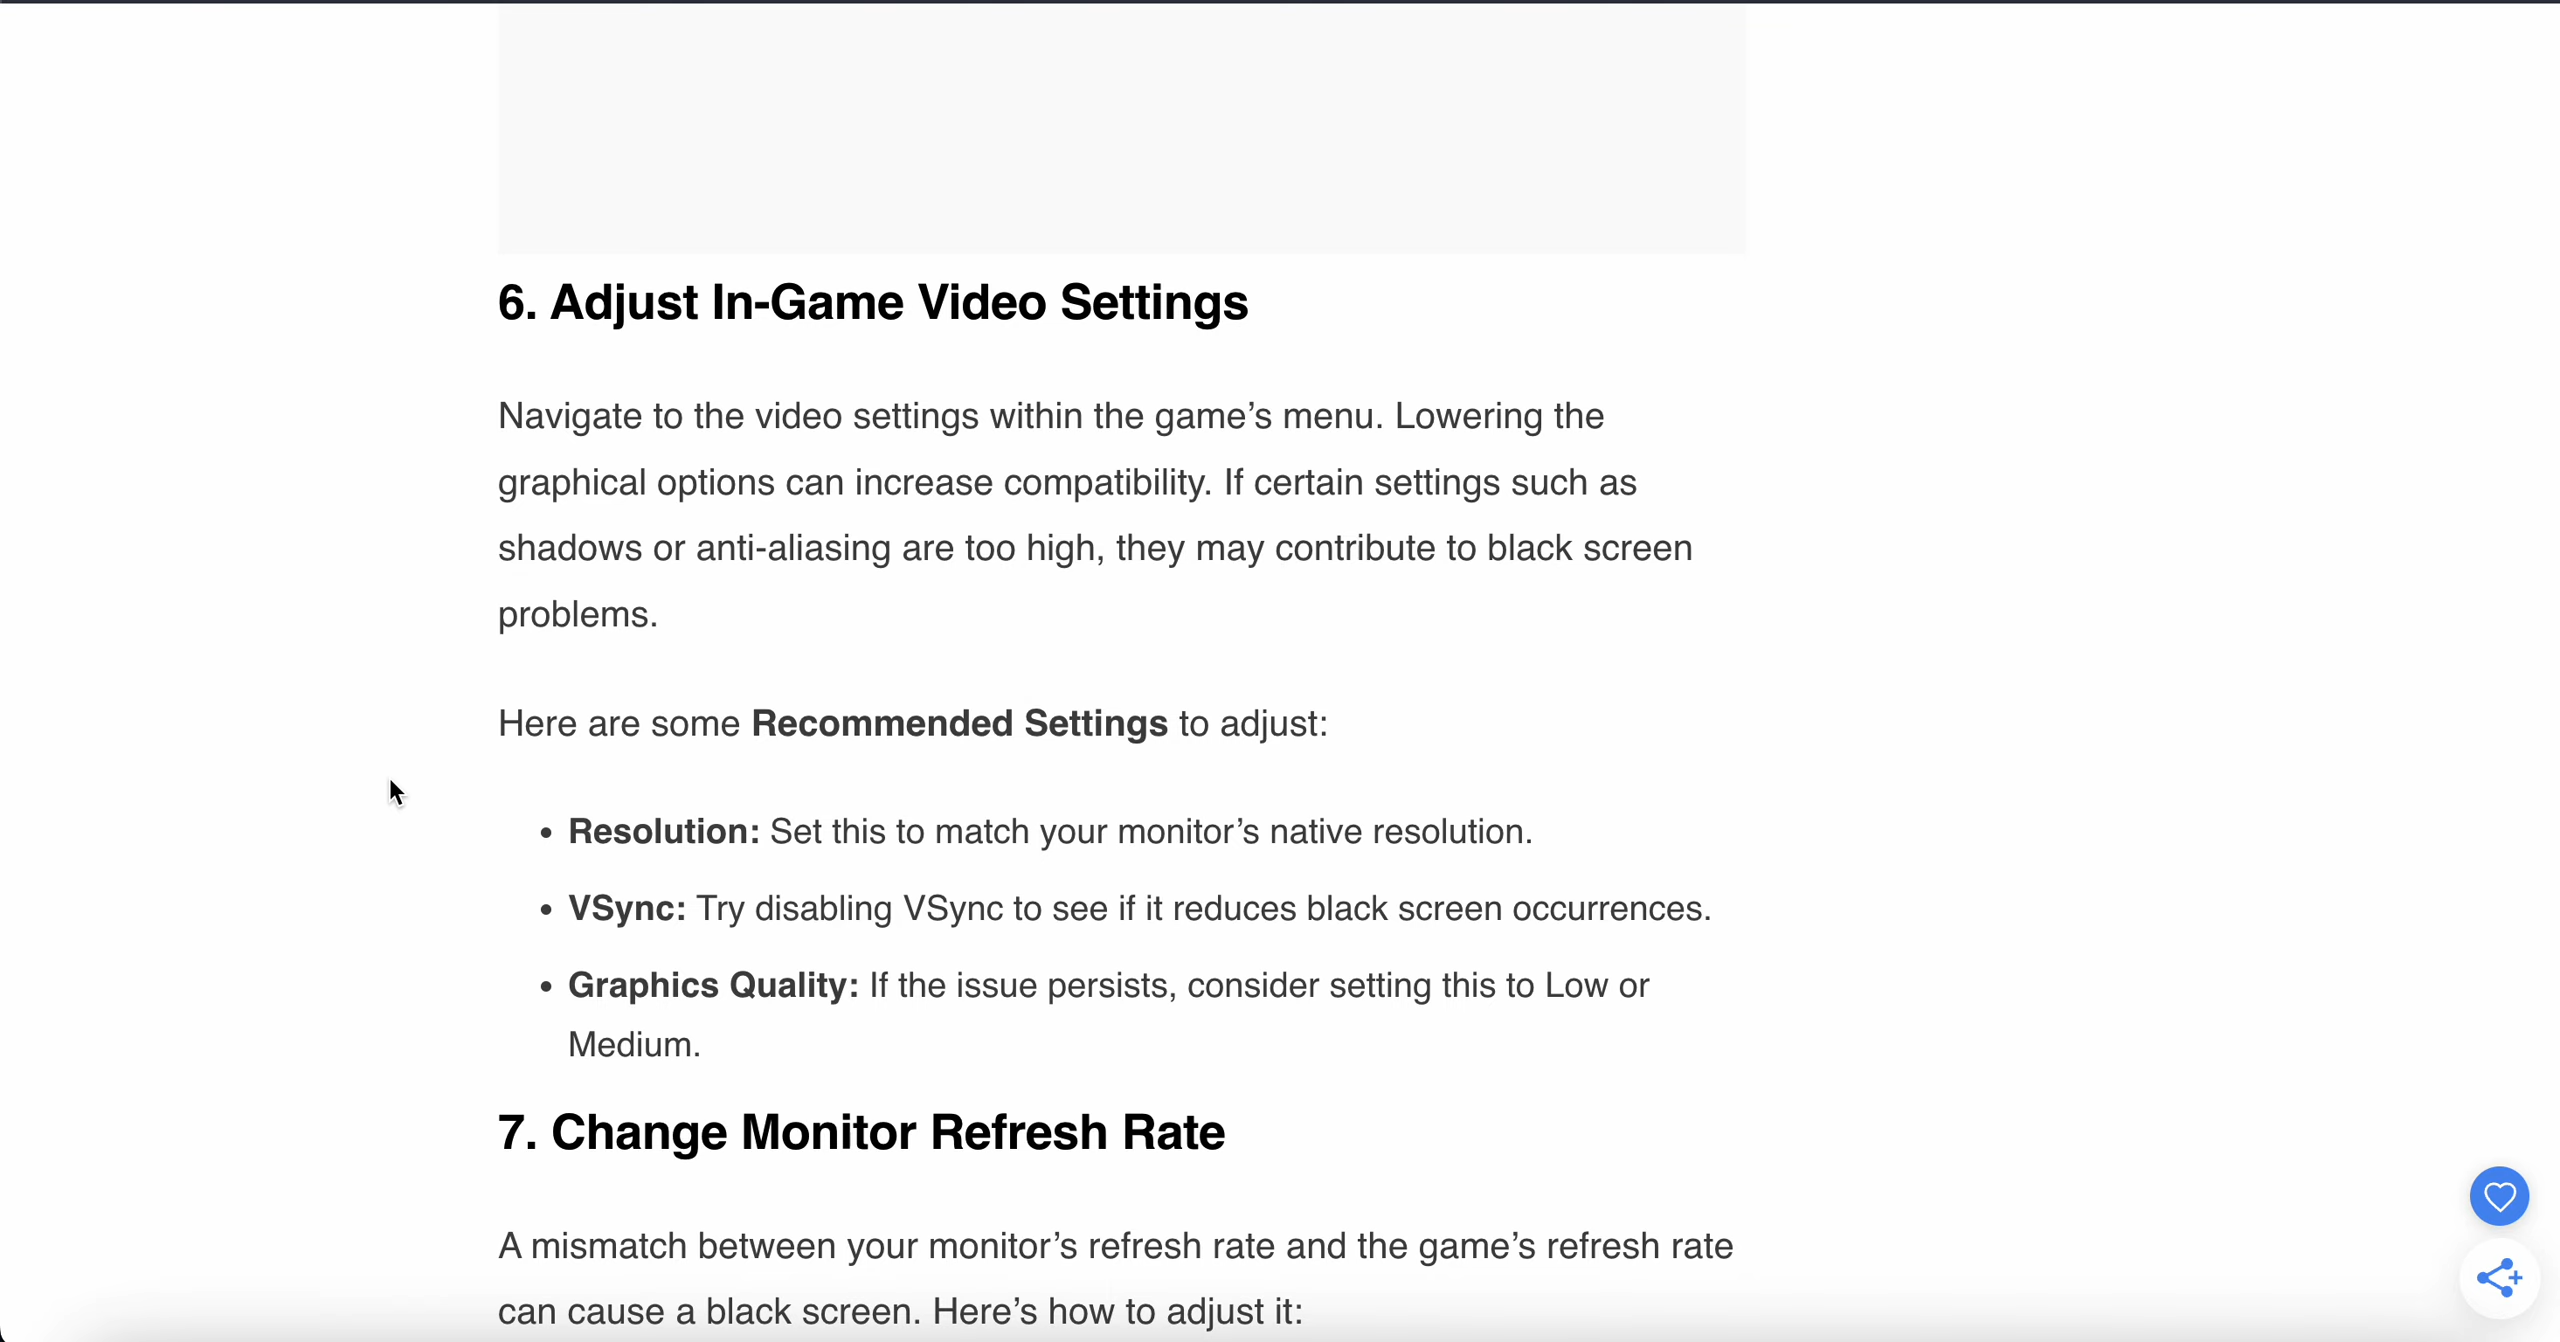 6. Adjust In-Game Video Settings
Navigate to the video settings within the game’s menu. Lowering the
graphical options can increase compatibility. If certain settings such as
shadows or anti-aliasing are too high, they may contribute to black screen
problems.
Here are some Recommended Settings to adjust:
• Resolution: Set this to match your monitor’s native resolution.
• VSync: Try disabling VSync to see if it reduces black screen occurrences.
• Graphics Quality: If the issue persists, consider setting this to Low or
Medium.
7. Change Monitor Refresh Rate
A mismatch between your monitor’s refresh rate and the game’s refresh rate
can cause a black screen. Here’s how to adjust it: